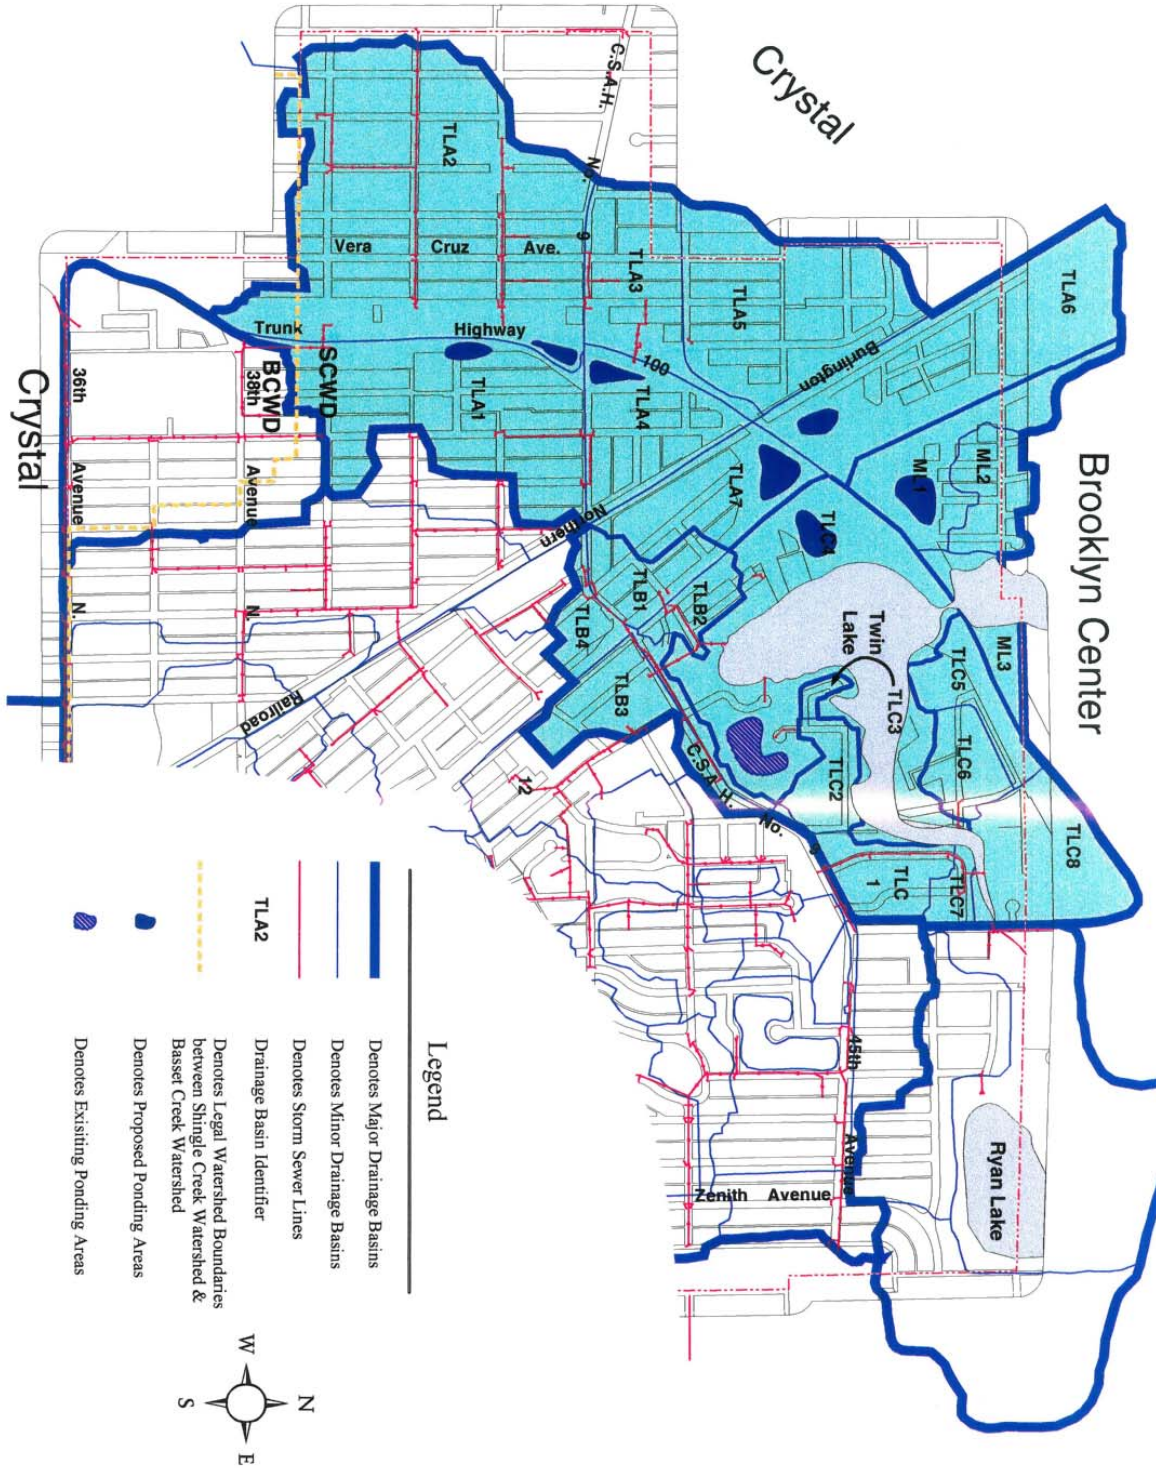 Crystal
Brooklyn Center
Crystal
C.S.A.H.
No.
9
TLA2
Vera
Cruz
Ave.
TLA3
TLA5
TLA6
Trunk
Highway
100
Burlington
SCWD
BCWD
36th
38th
TLA1
TLA4
ML1
ML2
TLA7
TLC4
Avenue
Avenue
Northern
N.
N.
TLB1
TLB2
TLB4
TLB3
Twin
Lake
TLC3
ML3
TLC5
TLC6
TLC2
TLC8
Railroad
12
C.S.A.H.
No.
9
TLC
1
TLC7
45th
Avenue
Zenith
Avenue
Ryan Lake
Legend
Denotes Major Drainage Basins
Denotes Minor Drainage Basins
Denotes Storm Sewer Lines
TLA2
Drainage Basin Identifier
Denotes Legal Watershed Boundaries
between Shingle Creek Watershed &
Basset Creek Watershed
Denotes Proposed Ponding Areas
Denotes Exisiting Ponding Areas
N
W
E
S